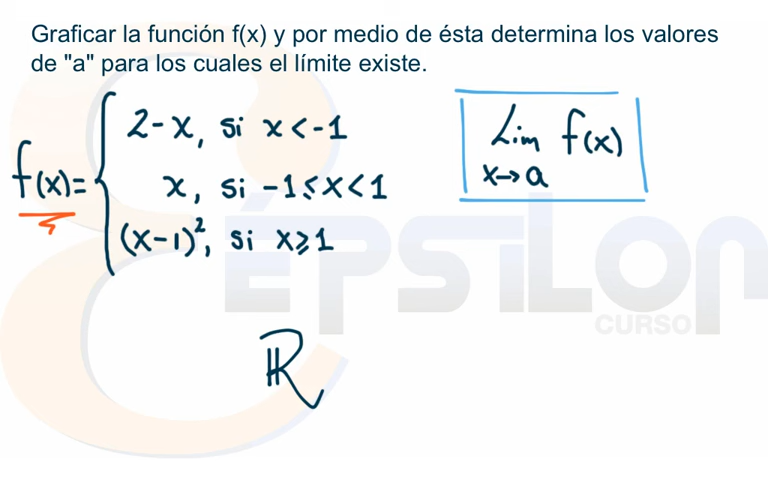 Graficar la función f(x) y por medio de ésta determina los valores
de "a" para los cuales el límite existe.
2-x, si x<-1
f(x)= x, si -1≤x<1
(x-1)², si x≥1
Lim f(x)
x→a
ÉPSILON
CURSO
ℝ